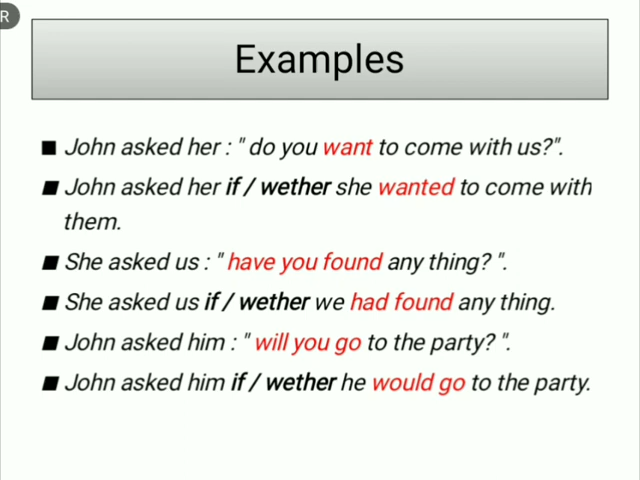 R
Examples
John asked her : " do you want to come with us?".
John asked her if / wether she wanted to come with
them.
She asked us : " have you found any thing? ".
She asked us if / wether we had found any thing.
John asked him : " will you go to the party? ".
John asked him if / wether he would go to the party.